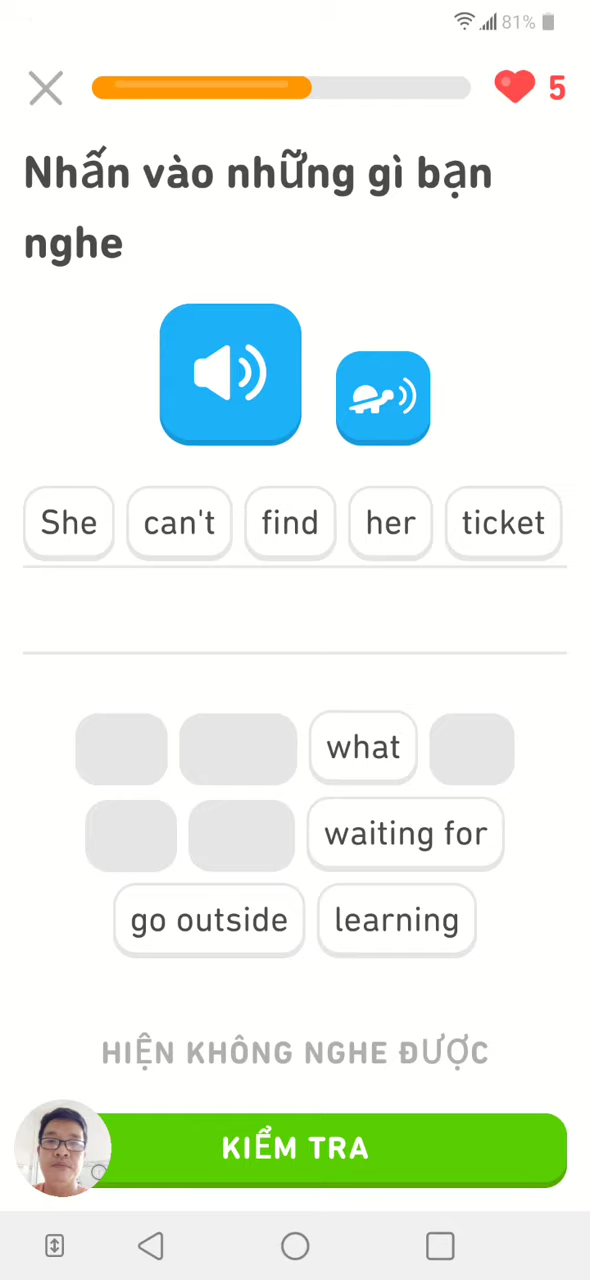 81%
5
Nhấn vào những gì bạn
nghe
She can't find her ticket
what
waiting for
go outside learning
HIỆN KHÔNG NGHE ĐƯỢC
KIỂM TRA